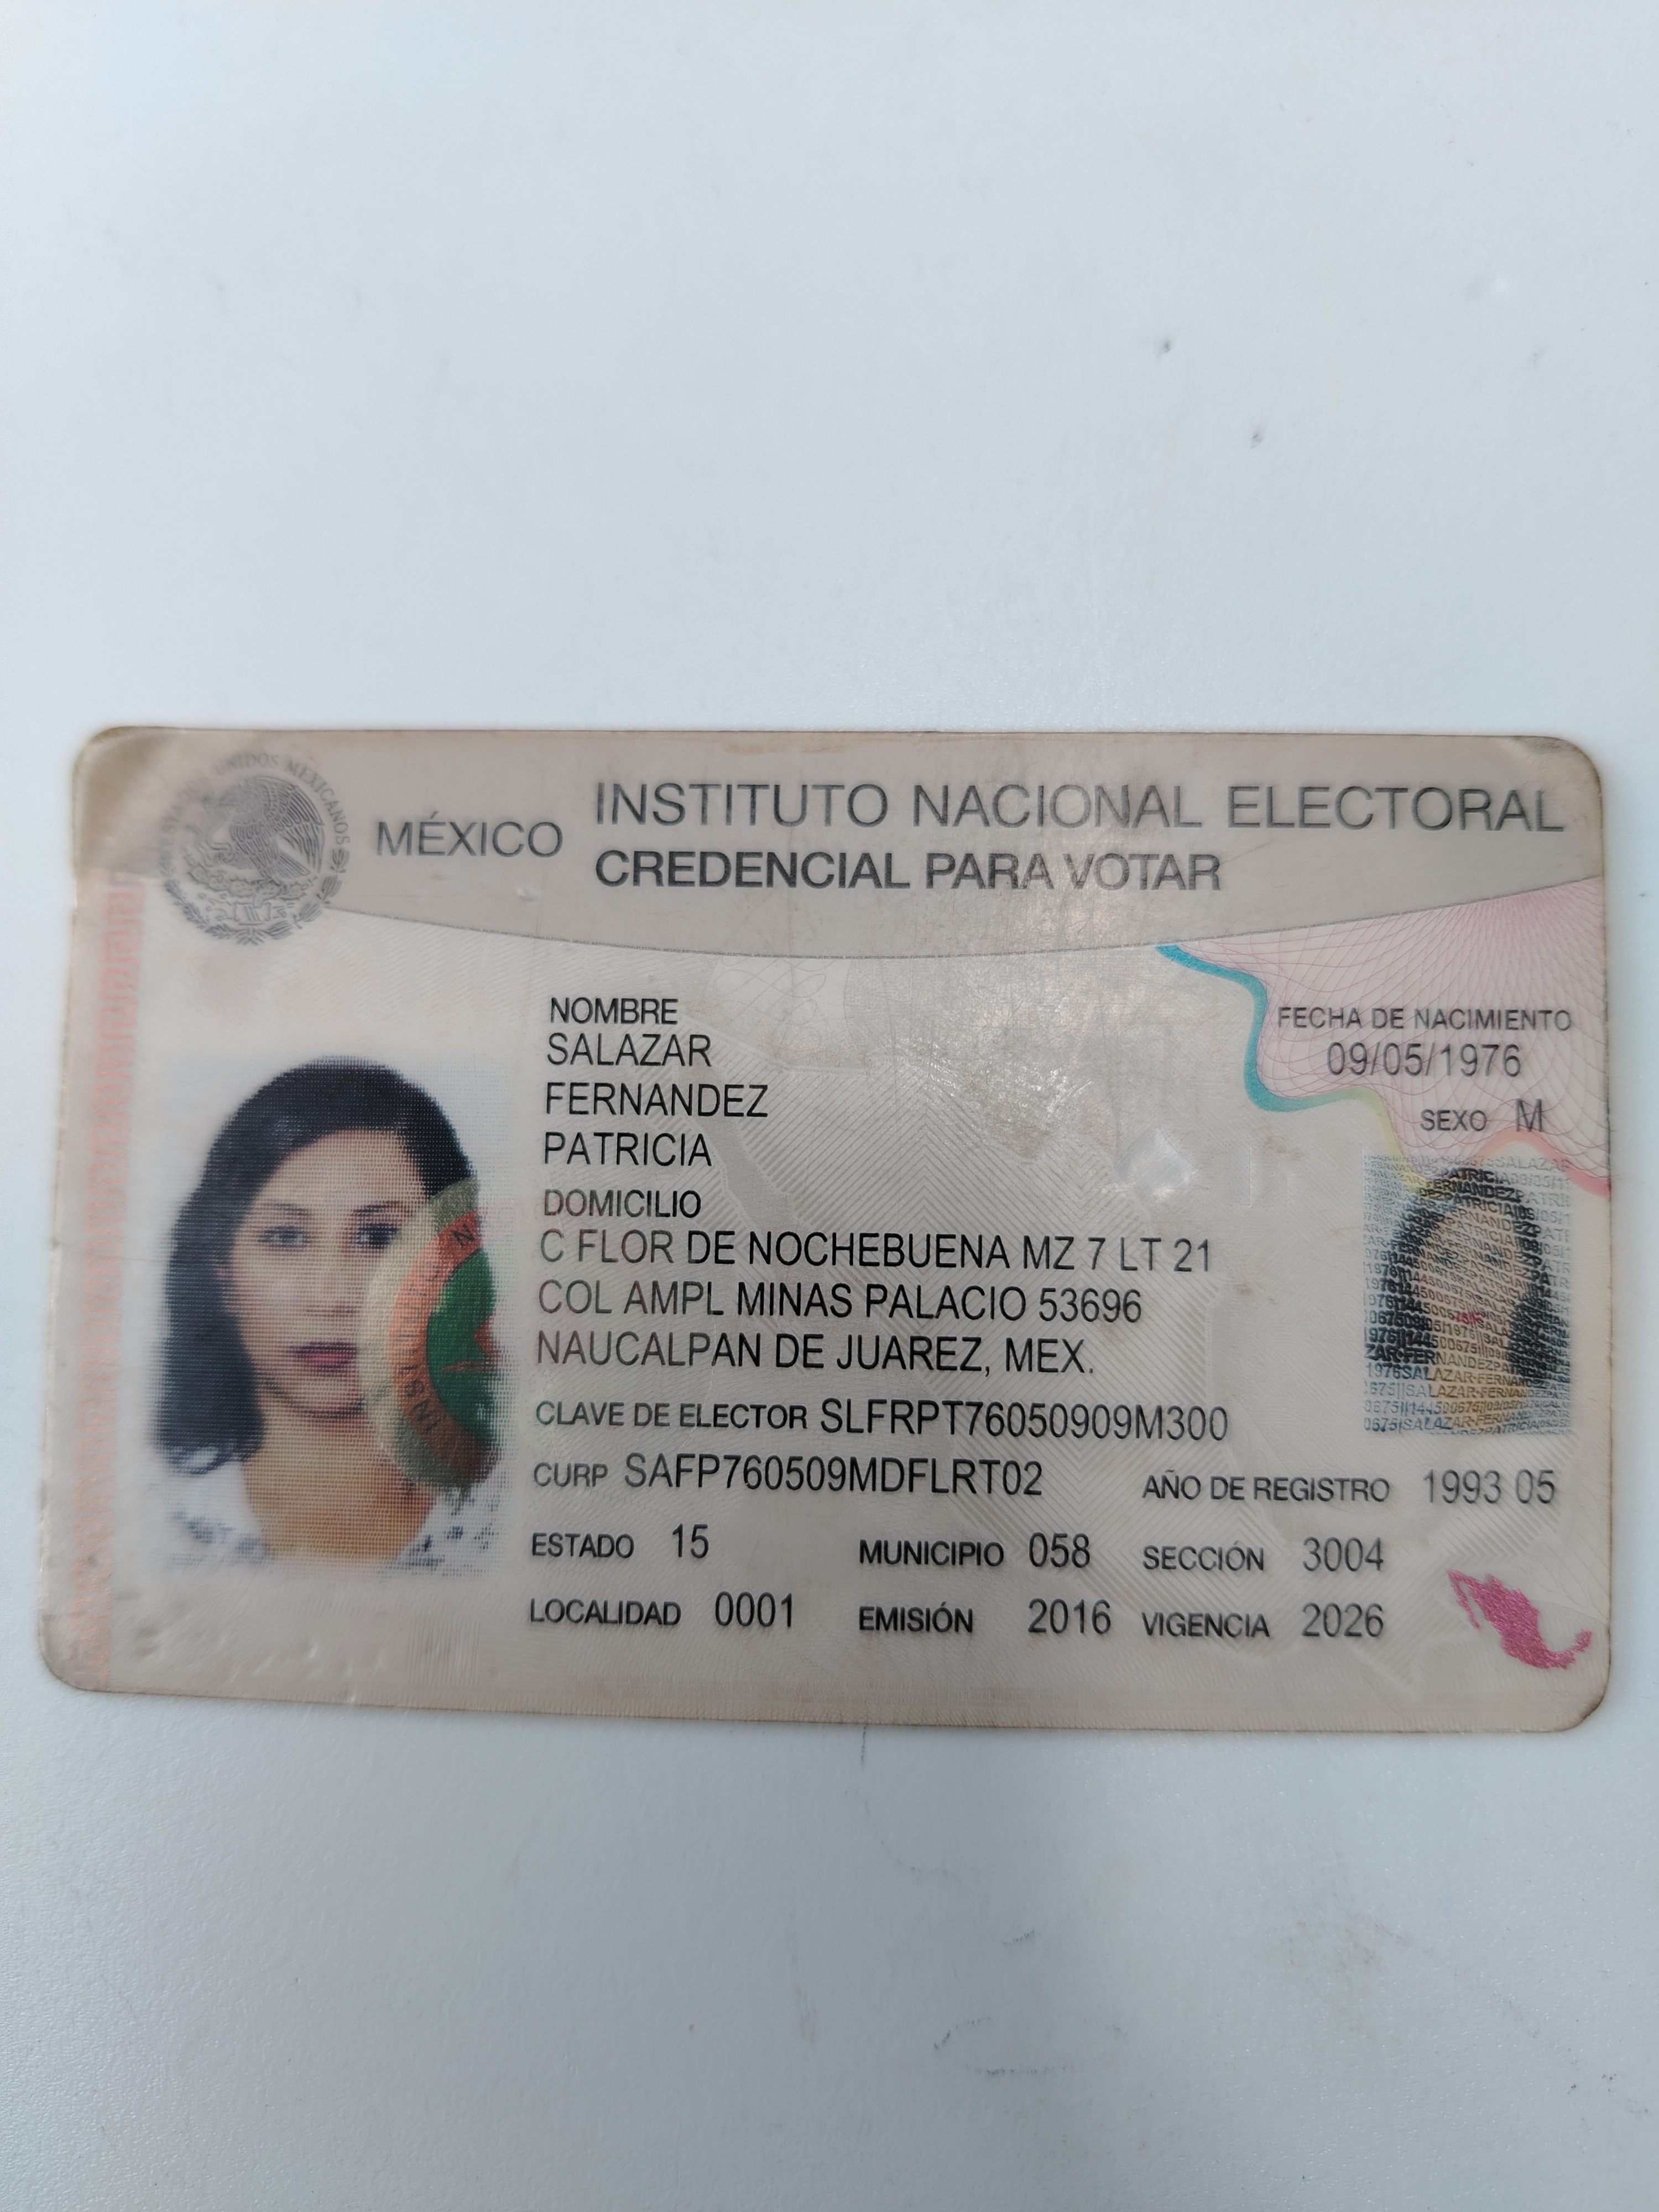 ESTADOS UNIDOS MEXICANOS
MÉXICO
INSTITUTO NACIONAL ELECTORAL
CREDENCIAL PARA VOTAR
NOMBRE
SALAZAR
FERNANDEZ
PATRICIA
FECHA DE NACIMIENTO
09/05/1976
SEXO M
DOMICILIO
C FLOR DE NOCHEBUENA MZ 7 LT 21
COL AMPL MINAS PALACIO 53696
NAUCALPAN DE JUAREZ, MEX.
CLAVE DE ELECTOR SLFRPT76050909M300
CURP SAFP760509MDFLRT02
AÑO DE REGISTRO 1993 05
ESTADO 15
MUNICIPIO 058
SECCIÓN 3004
LOCALIDAD 0001
EMISIÓN 2016
VIGENCIA 2026